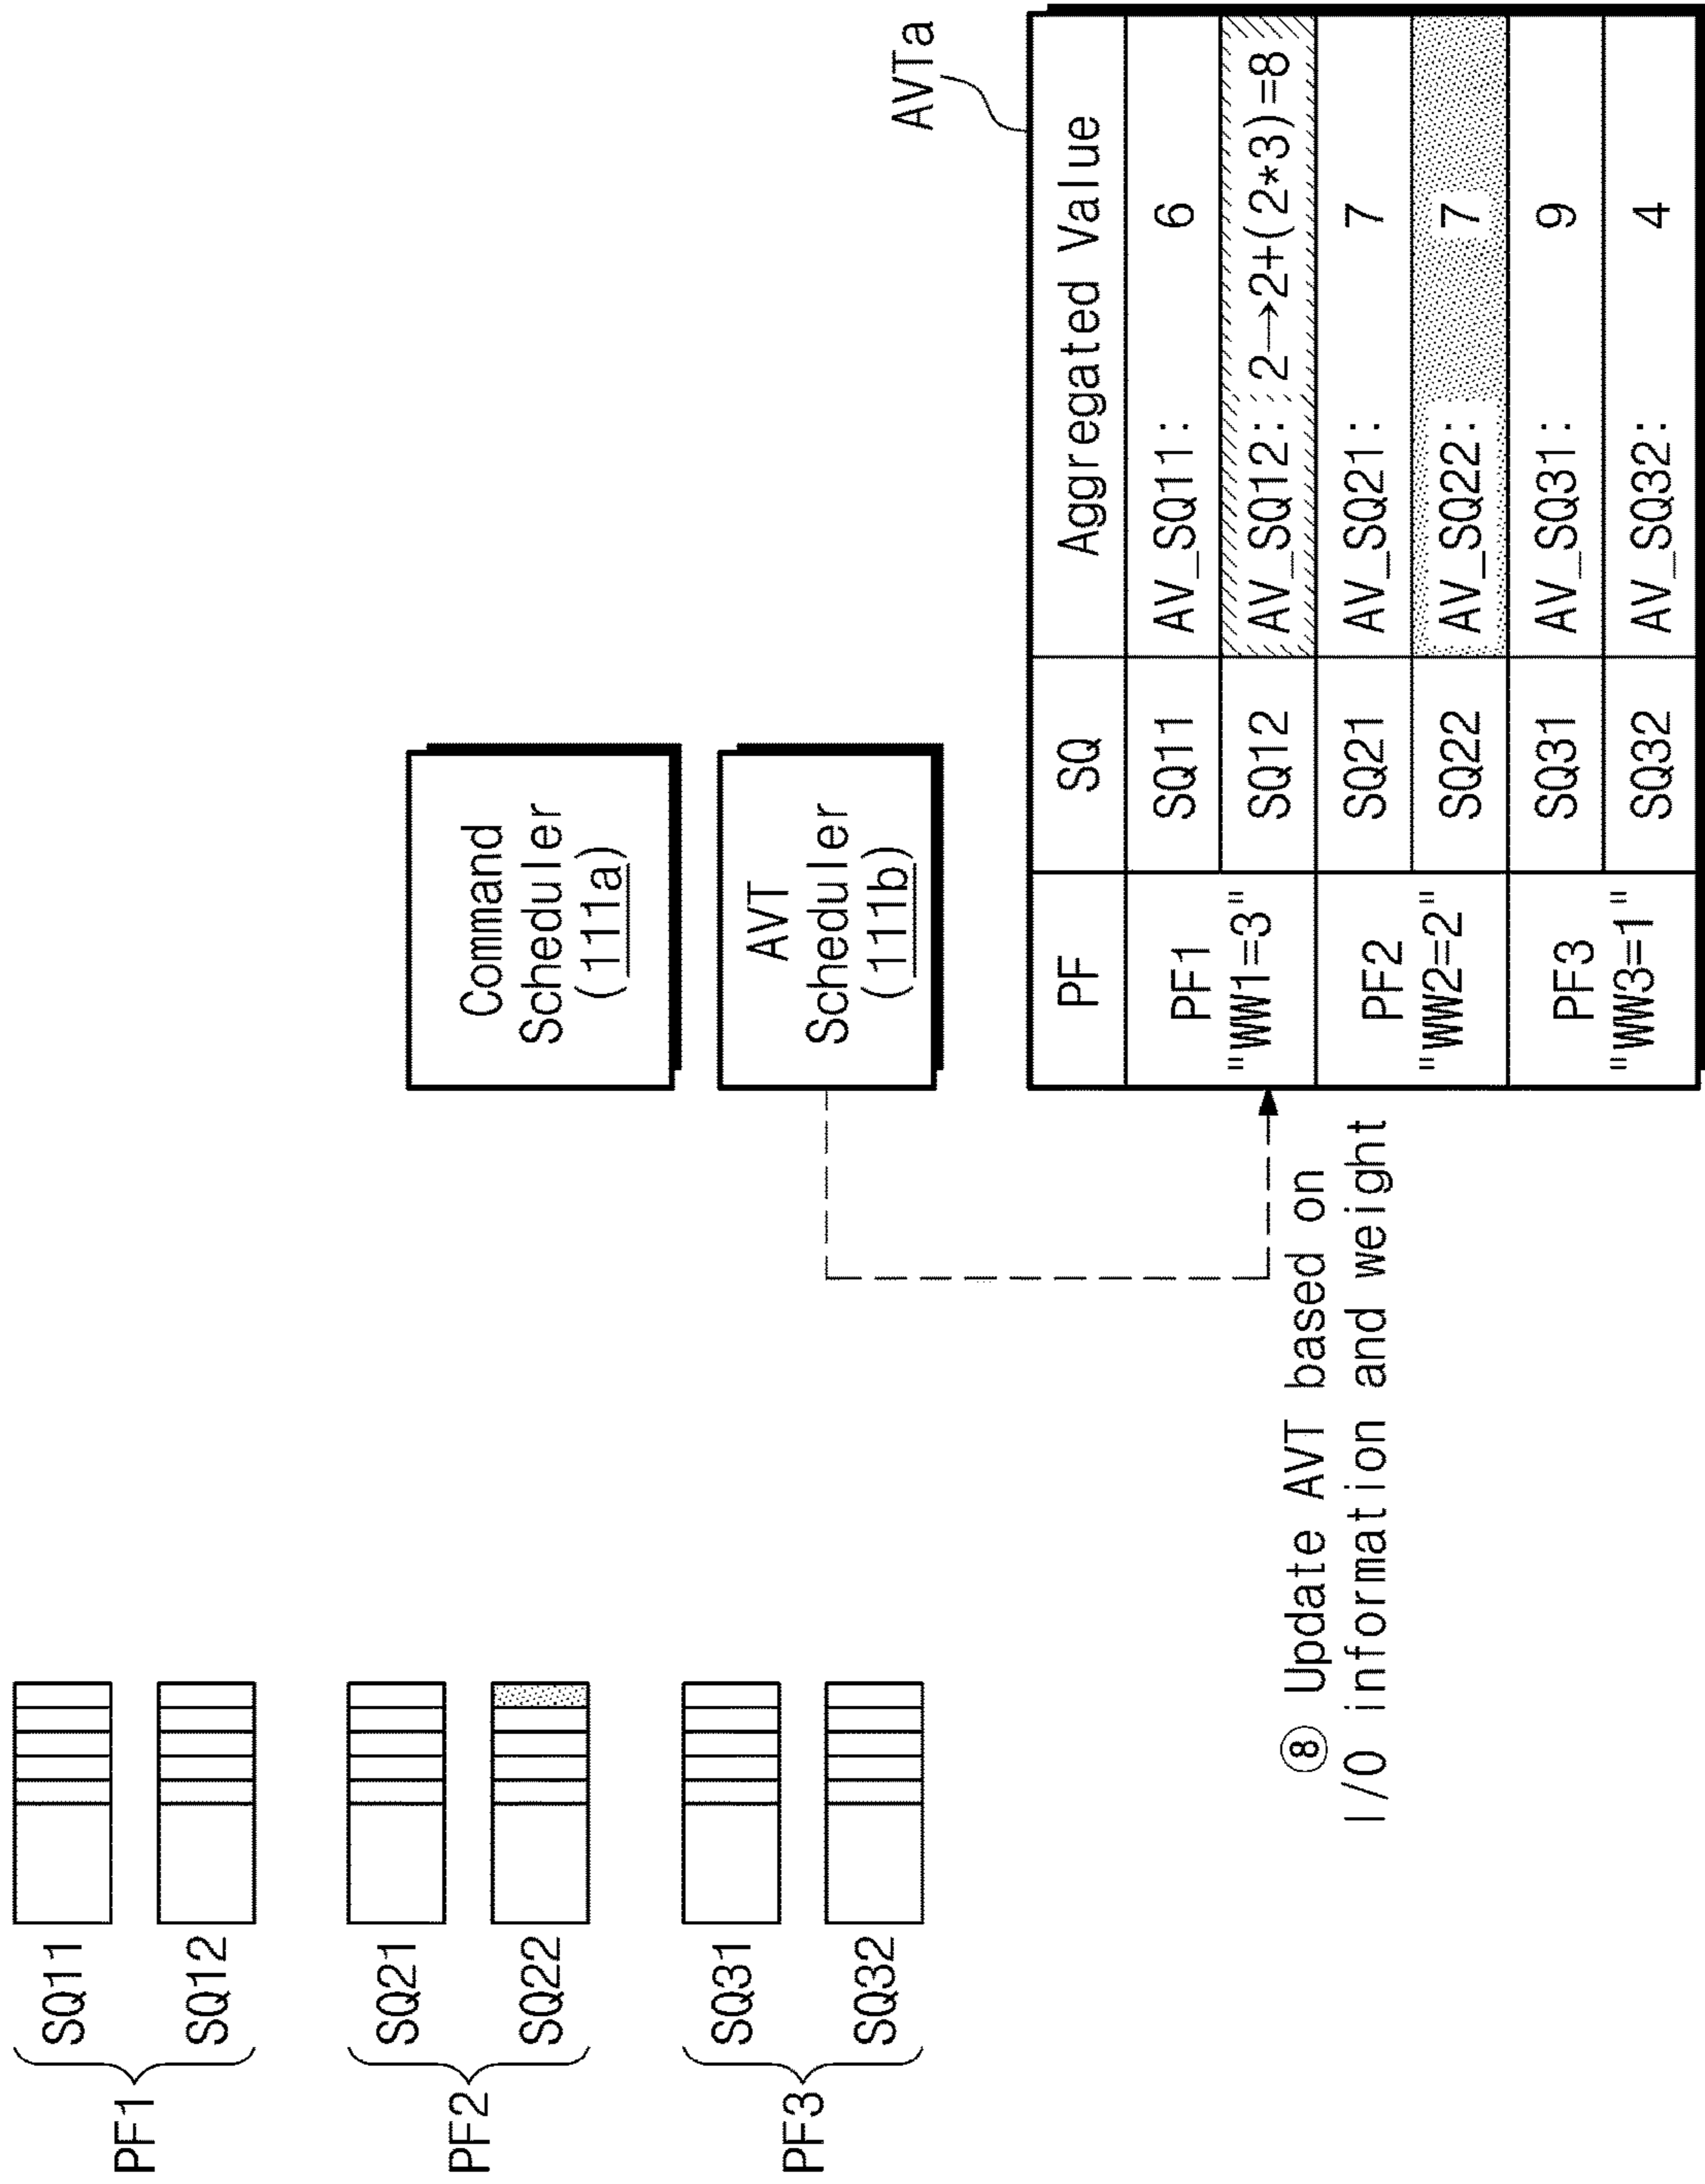 PF1
SQ11
SQ12
PF2
SQ21
SQ22
PF3
SQ31
SQ32
Command
Scheduler
(111a)
AVT
Scheduler
(111b)
⑧ Update AVT based on
I/O information and weight
AVTa
PF SQ Aggregated Value
PF1
"WW1=3"
SQ11 AV_SQ11: 6
SQ12 AV_SQ12: 2→2+(2*3)=8
PF2
"WW2=2"
SQ21 AV_SQ21: 7
SQ22 AV_SQ22: 7
PF3
"WW3=1"
SQ31 AV_SQ31: 9
SQ32 AV_SQ32: 4